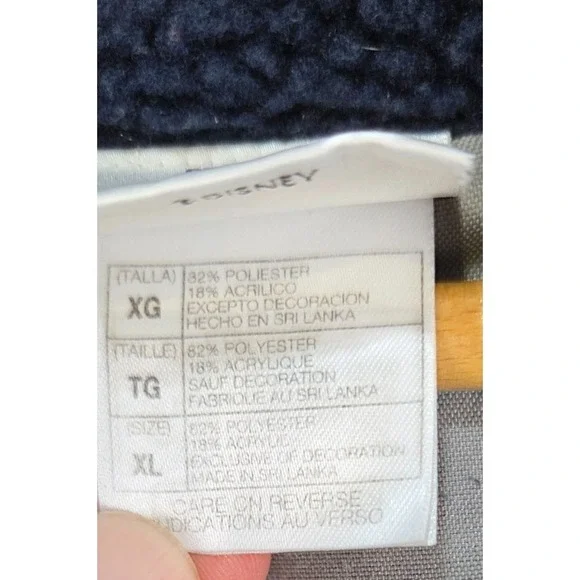 © DISNEY
(TALLA) 82% POLIESTER
XG 18% ACRILICO
EXCEPTO DECORACION
HECHO EN SRI LANKA
(TAILLE) 82% POLYESTER
TG 18% ACRYLIQUE
SAUF DECORATION
FABRIQUE AU SRI LANKA
(SIZE) 82% POLYESTER
XL 18% ACRYLIC
EXCLUSIVE OF DECORATION
MADE IN SRI LANKA
CARE ON REVERSE
INDICATIONS AU VERSO